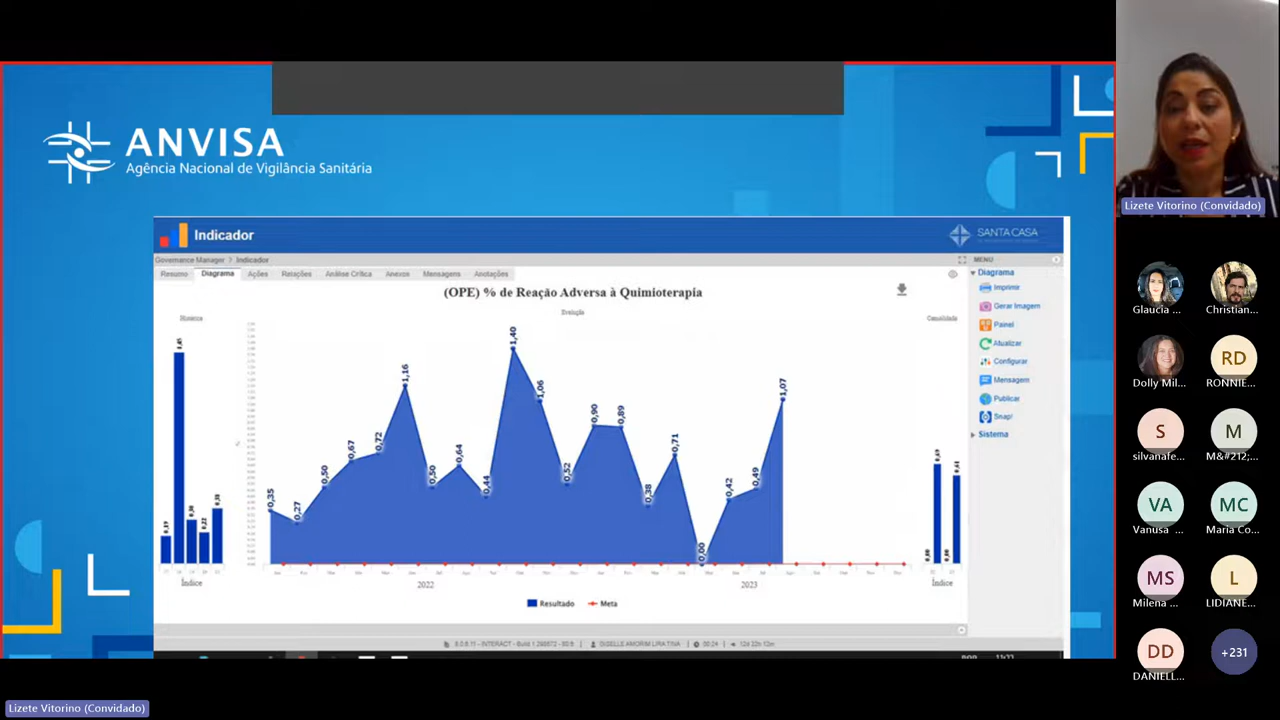 ANVISA
Agência Nacional de Vigilância Sanitária
Indicador
SANTA CASA
Governance Manager > Indicador
MENU
Resumo Diagrama Ações Relações Análise Crítica Anexos Mensagens Anotações
Diagrama
Imprimir
Gerar Imagem
Painel
Atualizar
Configurar
Mensagem
Publicar
Snap!
Sistema
(OPE) % de Reação Adversa à Quimioterapia
Evolução
0,35
0,27
0,50
0,67
0,72
1,16
0,50
0,64
0,44
1,40
1,06
0,52
0,90
0,89
0,38
0,71
0,00
0,42
0,49
1,07
Índice
2022
2023
Índice
Resultado
Meta
Lizete Vitorino (Convidado)
Glaucia ...
Christian...
Dolly Mil...
RD
RONNIE...
S
silvanafe...
M
M&#212;...
VA
Vanusa ...
MC
Maria Co...
MS
Milena ...
L
LIDIANE...
DD
DANIELL...
+231
Lizete Vitorino (Convidado)